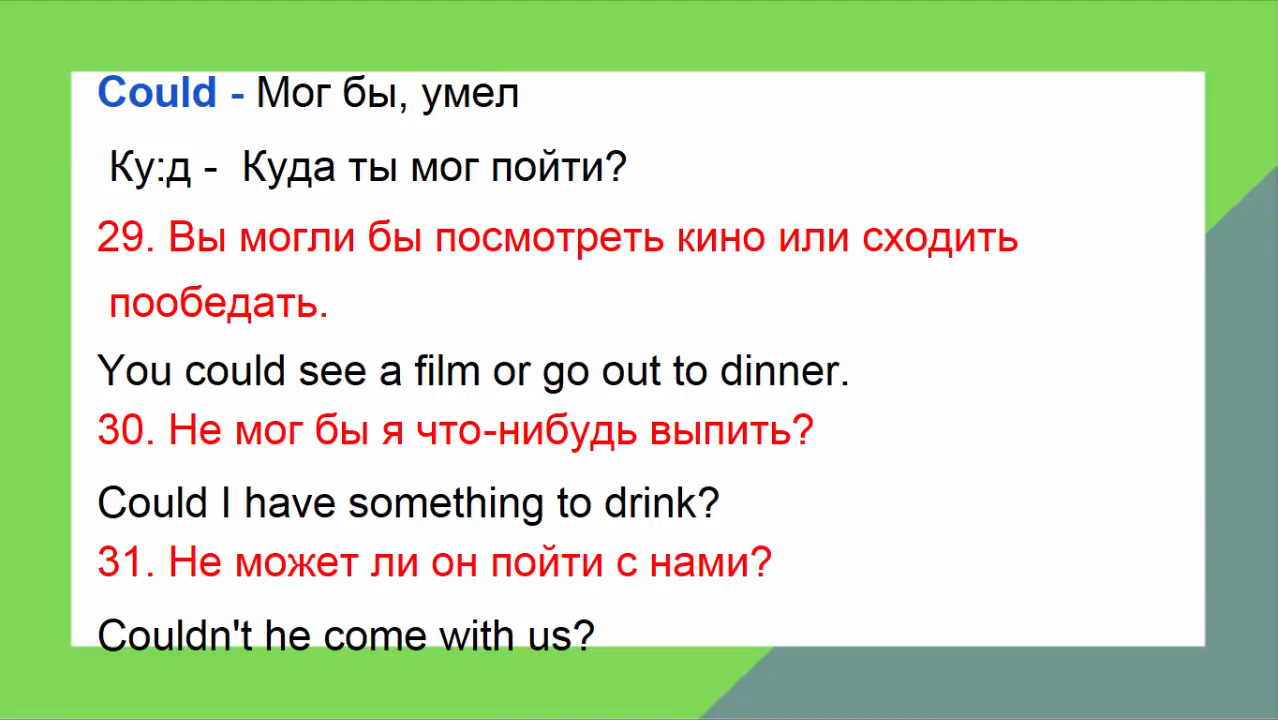 Could - Мог бы, умел
Ку:д - Куда ты мог пойти?
29. Вы могли бы посмотреть кино или сходить
пообедать.
You could see a film or go out to dinner.
30. Не мог бы я что-нибудь выпить?
Could I have something to drink?
31. Не может ли он пойти с нами?
Couldn't he come with us?